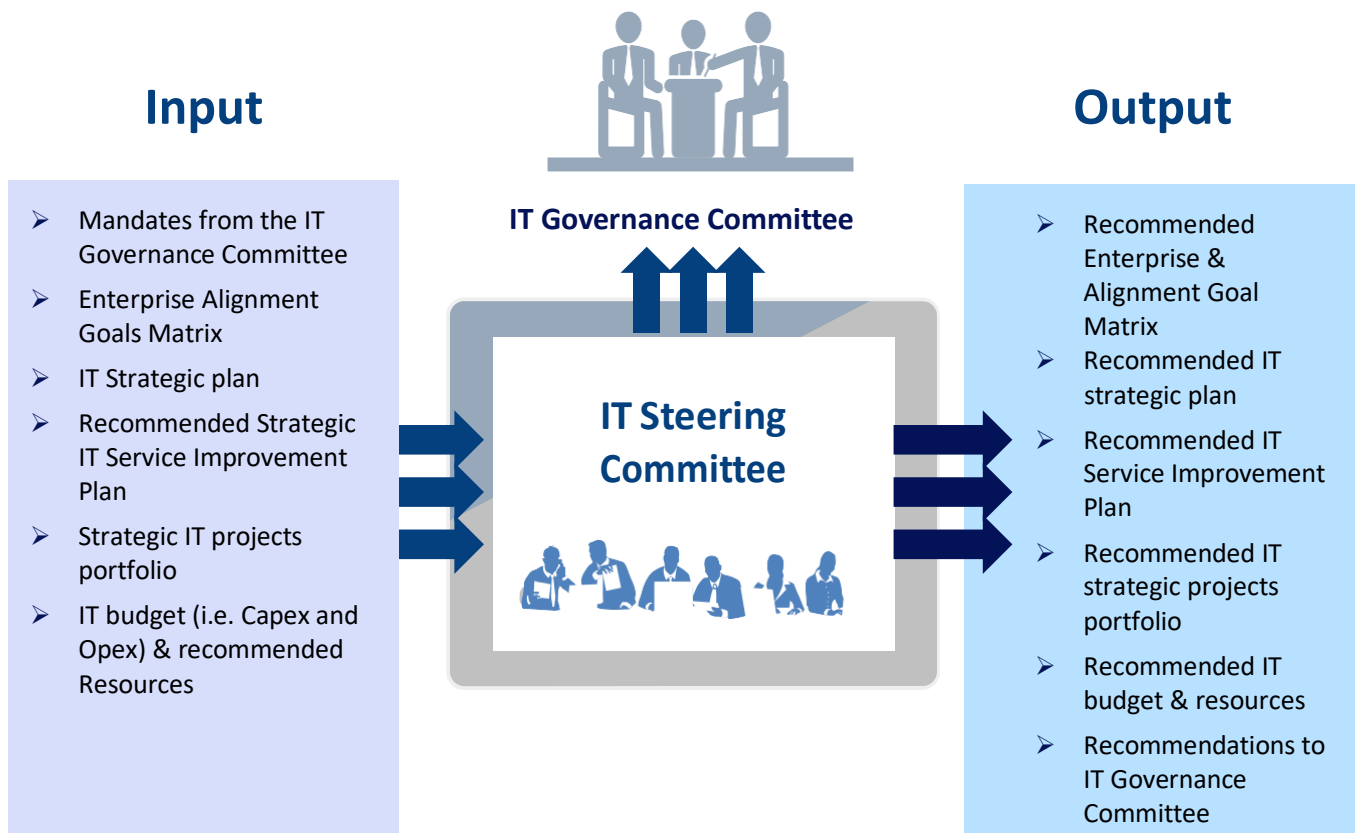 Input
➢ Mandates from the IT
Governance Committee
➢ Enterprise Alignment
Goals Matrix
➢ IT Strategic plan
➢ Recommended Strategic
IT Service Improvement
Plan
➢ Strategic IT projects
portfolio
➢ IT budget (i.e. Capex and
Opex) & recommended
Resources
IT Governance Committee
IT Steering
Committee
Output
➢ Recommended
Enterprise &
Alignment Goal
Matrix
➢ Recommended IT
strategic plan
➢ Recommended IT
Service Improvement
Plan
➢ Recommended IT
strategic projects
portfolio
➢ Recommended IT
budget & resources
➢ Recommendations to
IT Governance
Committee